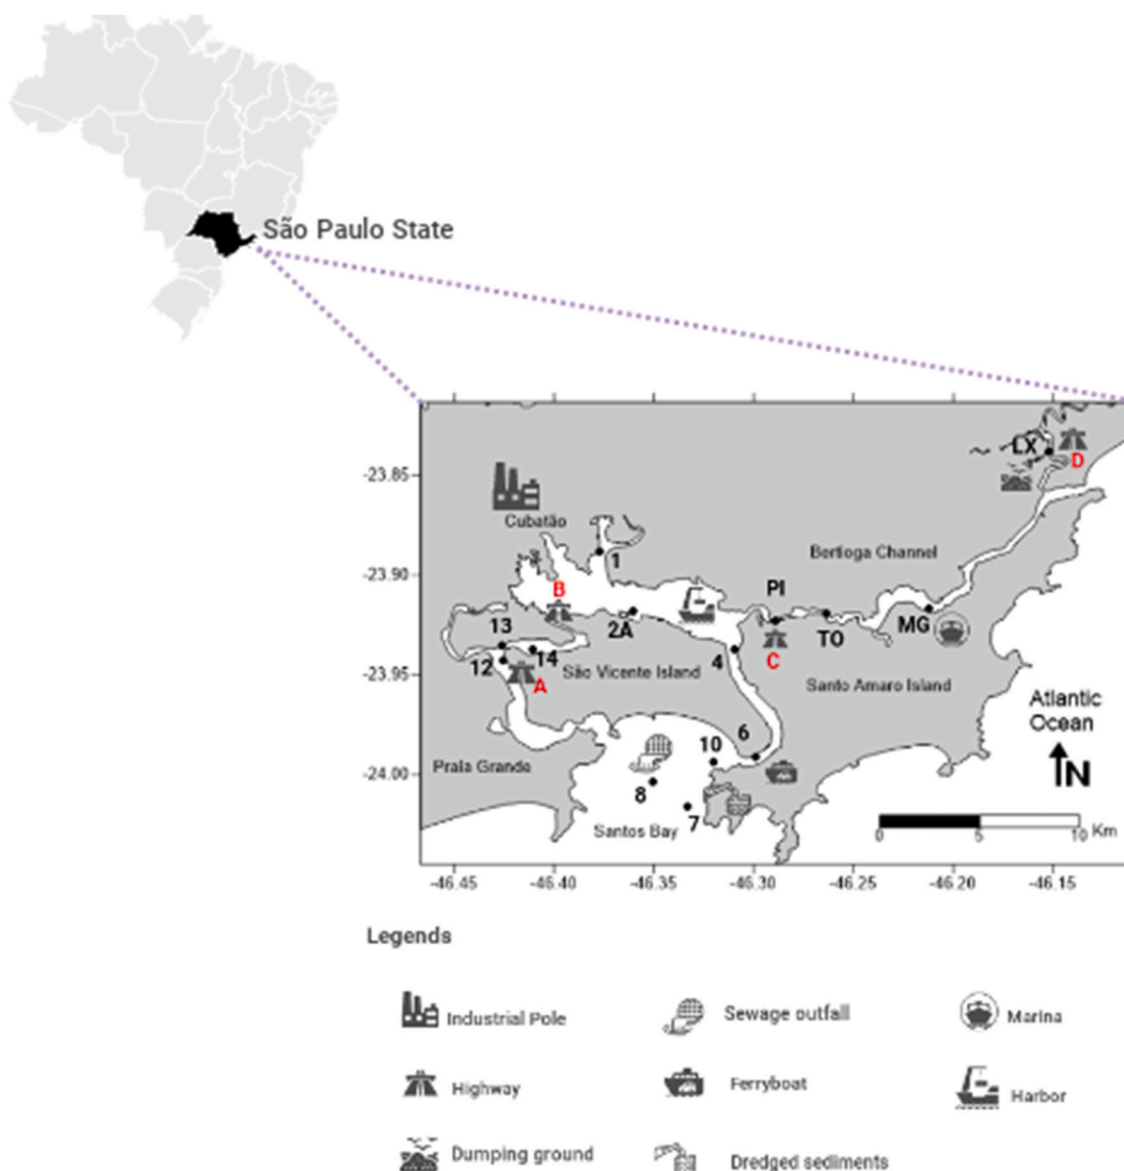 São Paulo State
LX
D
-23.85
Cubatão
Bertioga Channel
1
-23.90
B
PI
13
2A
TO
MG
14
12
4
C
São Vicente Island
A
-23.95
Santo Amaro Island
Atlantic
Ocean
6
10
N
Praia Grande
-24.00
8
7
Santos Bay
0
5
10 Km
-46.45
-46.40
-46.35
-46.30
-46.25
-46.20
-46.15
Legends
Industrial Pole
Sewage outfall
Marina
Highway
Ferryboat
Harbor
Dumping ground
Dredged sediments